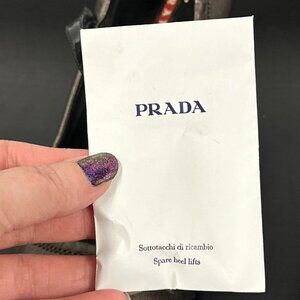 PRADA
Sottotacchi di ricambio
Spare heel lifts